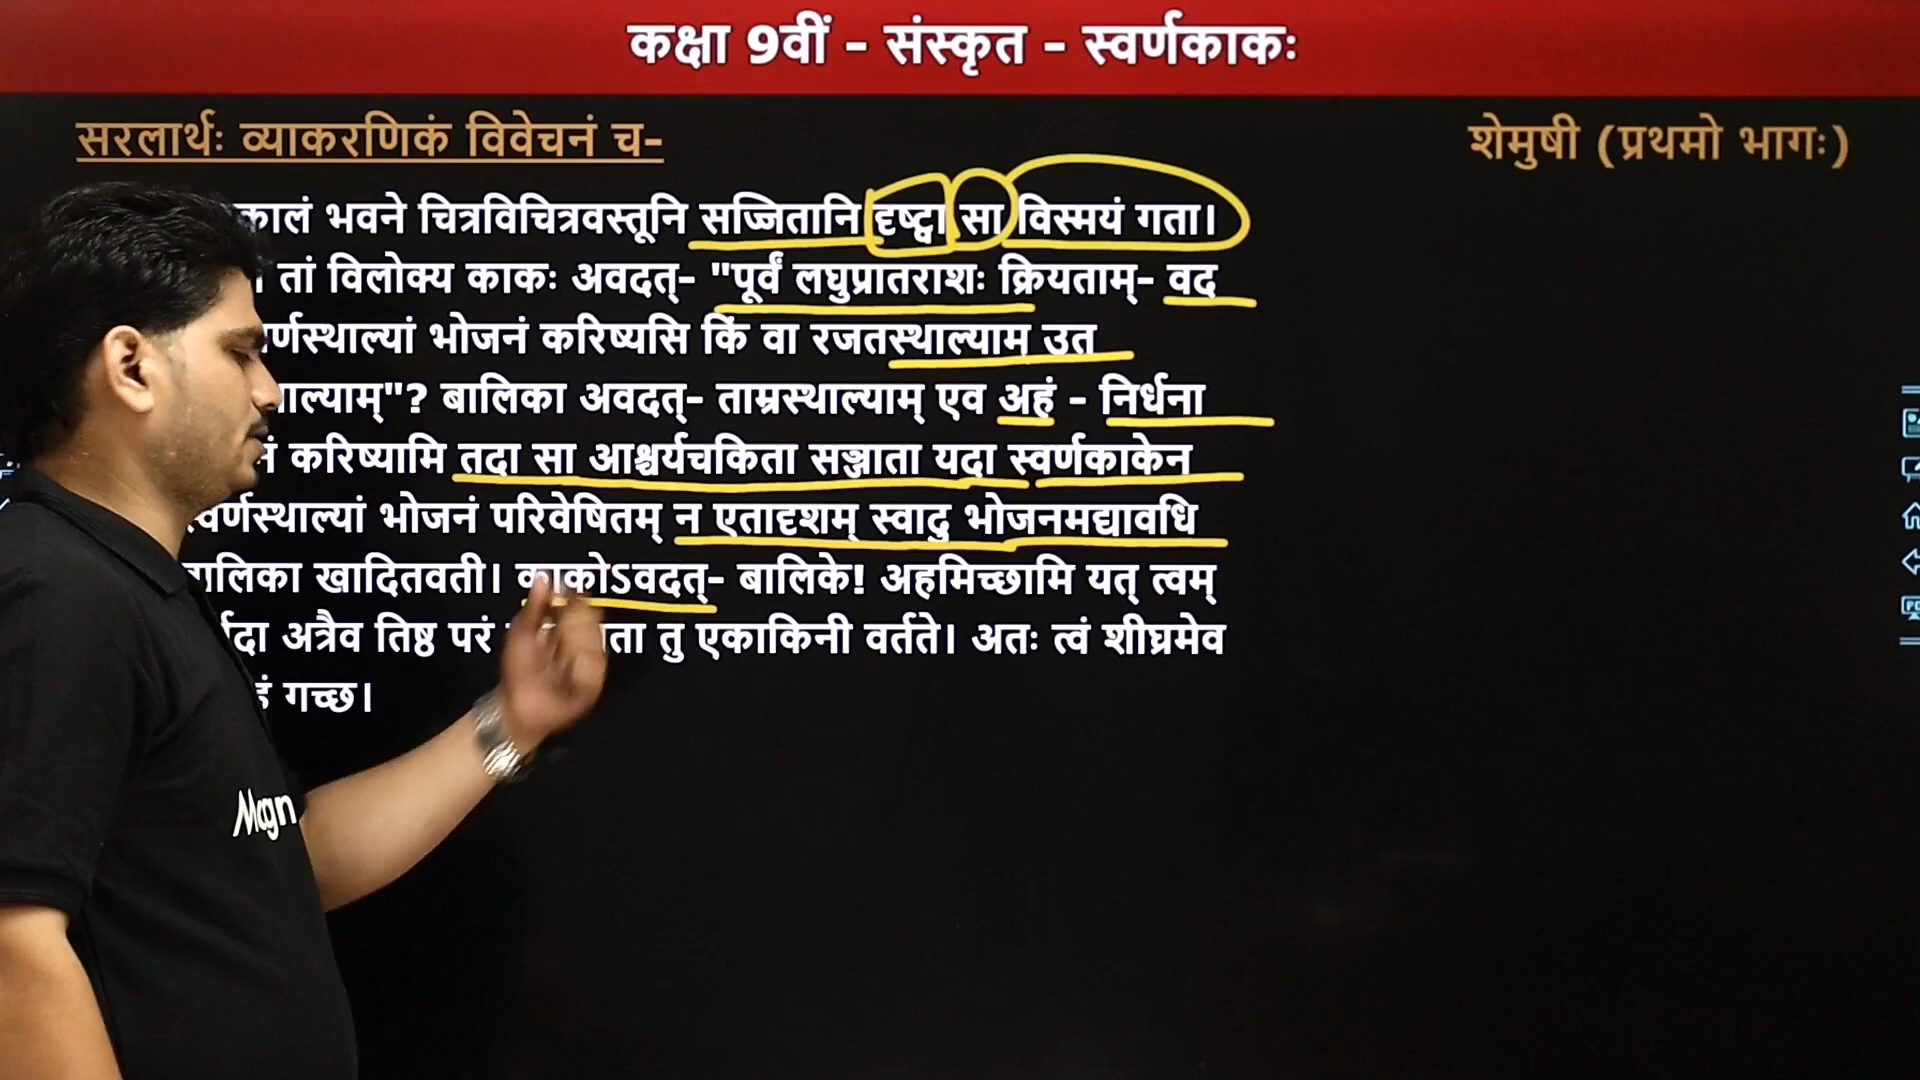 कक्षा 9वीं - संस्कृत - स्वर्णकाकः
सरलार्थः व्याकरणिकं विवेचनं च-
शेमुषी (प्रथमो भागः)
कालं भवने चित्रविचित्रवस्तूनि सज्जितानि दृष्ट्वा सा विस्मयं गता।
तां विलोक्य काकः अवदत्- "पूर्वं लघुप्रातराशः क्रियताम्- वद
भोजनं करिष्यसि किं वा रजतस्थाल्याम उत
बालिका अवदत्- ताम्रस्थाल्याम् एव अहं - निर्धना
करिष्यामि तदा सा आश्चर्यचकिता सञ्जाता यदा स्वर्णकाकेन
स्वर्णस्थाल्यां भोजनं परिवेषितम् न एतादृशम् स्वादु भोजनमद्यावधि
बालिका खादितवती। काकोऽवदत्- बालिके! अहमिच्छामि यत् त्वम्
अत्रैव तिष्ठ परं तु एकाकिनी वर्तते। अतः त्वं शीघ्रमेव
गच्छ।
Magn